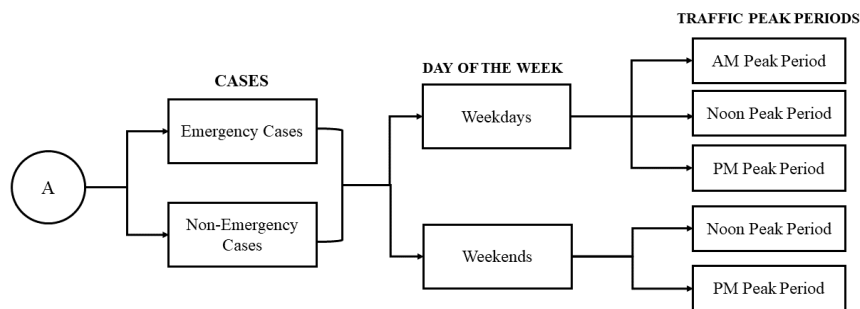 TRAFFIC PEAK PERIODS
AM Peak Period
CASES
DAY OF THE WEEK
Emergency Cases
Weekdays
Noon Peak Period
PM Peak Period
A
Non-Emergency
Cases
Weekends
Noon Peak Period
PM Peak Period